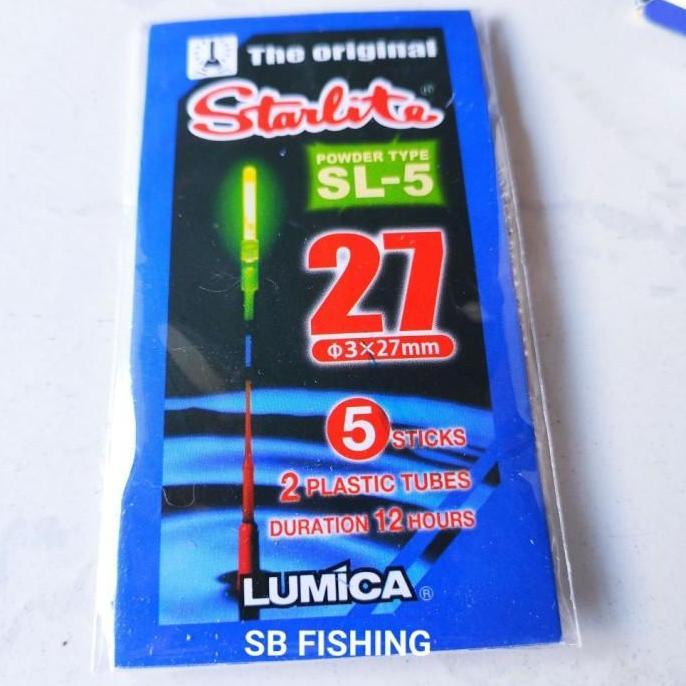 The original
Starlite®
POWDER TYPE
SL-5
27
Φ3×27mm
5 STICKS
2 PLASTIC TUBES
DURATION 12 HOURS
LUMICA®
SB FISHING